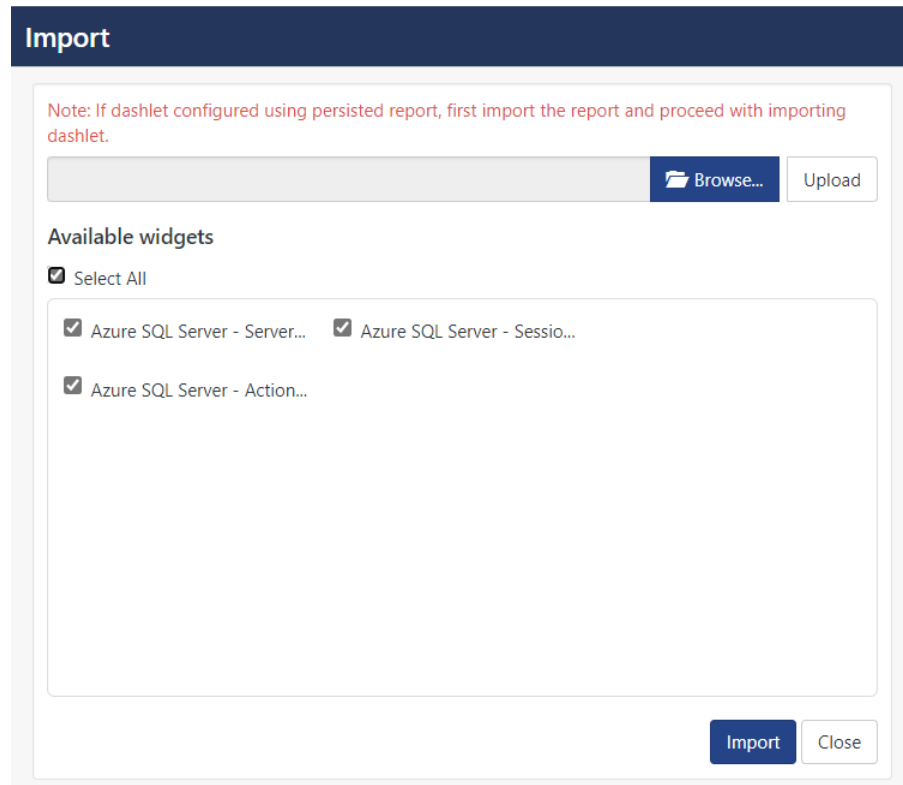 Import
Note: If dashlet configured using persisted report, first import the report and proceed with importing
dashlet.
Browse... Upload
Available widgets
Select All
Azure SQL Server - Server... Azure SQL Server - Sessio...
Azure SQL Server - Action...
Import Close